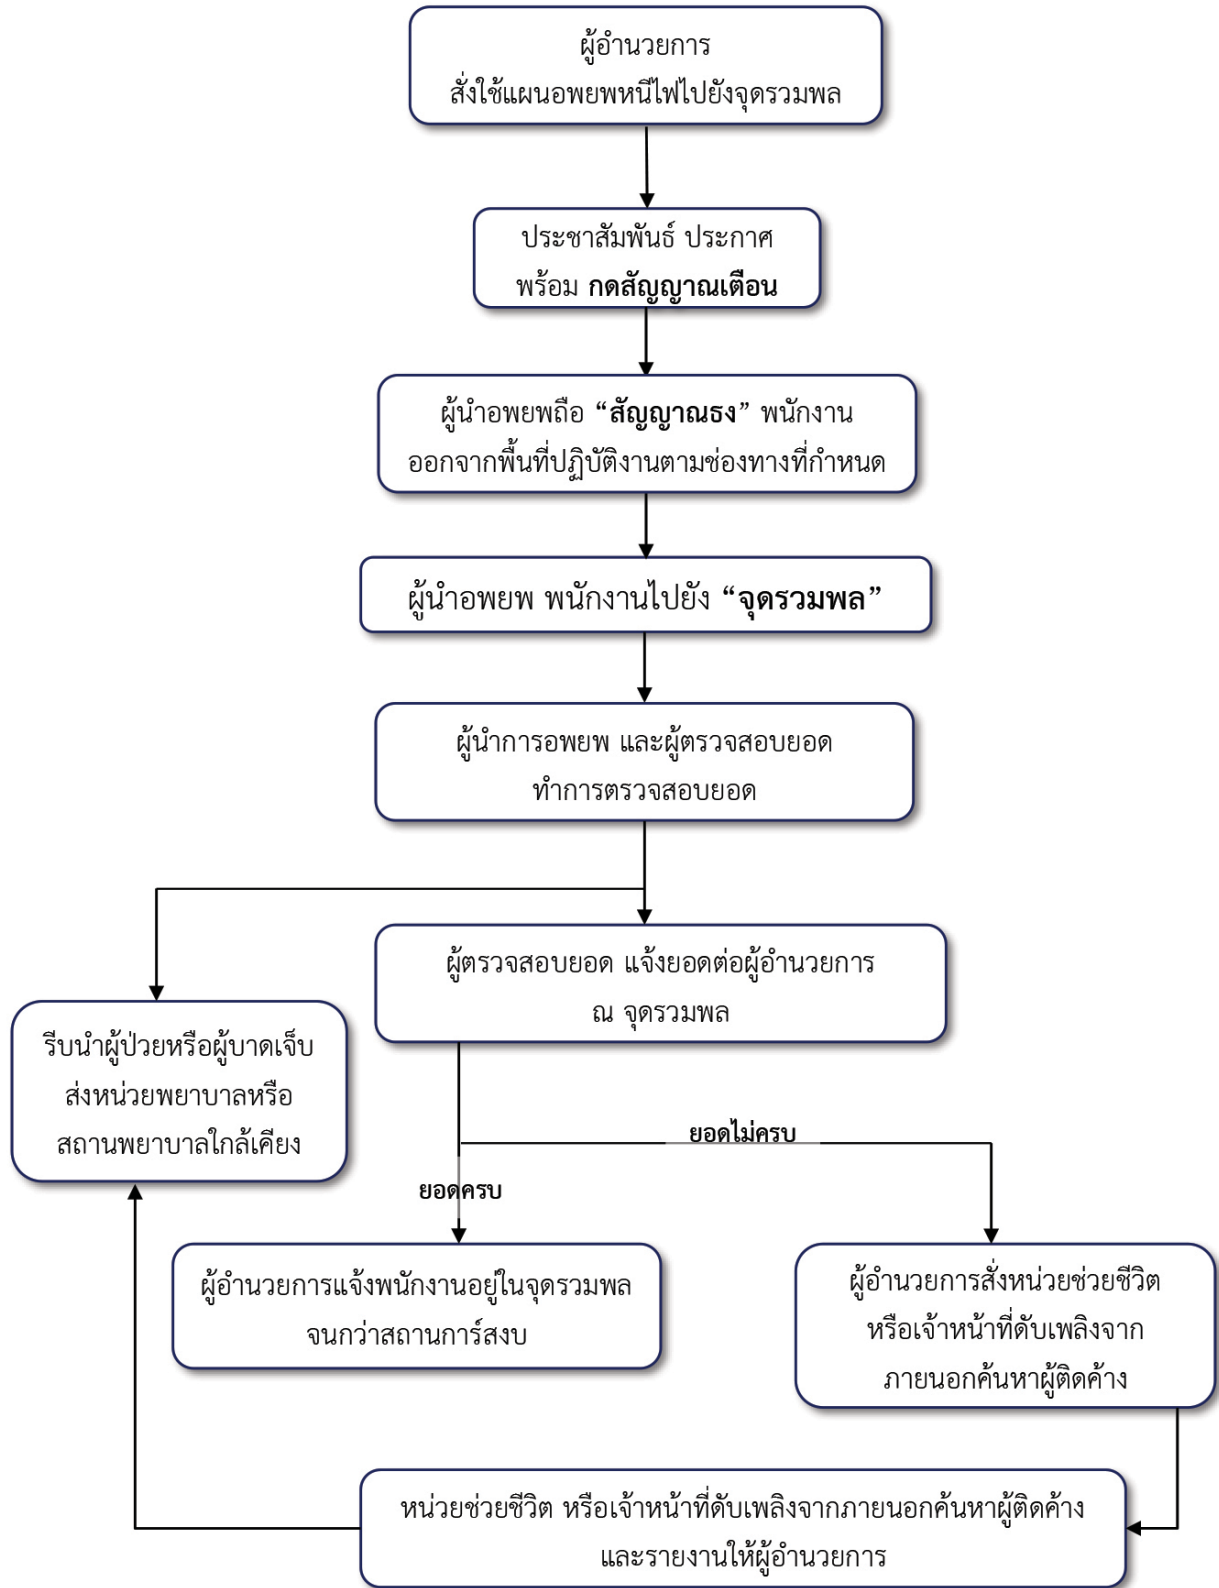 ผู้อำนวยการ
สั่งใช้แผนอพยพหนีไฟไปยังจุดรวมพล
ประชาสัมพันธ์ ประกาศ
พร้อม กดสัญญาณเตือน
ผู้นำอพยพถือ “สัญญาณธง” พนักงาน
ออกจากพื้นที่ปฏิบัติงานตามช่องทางที่กำหนด
ผู้นำอพยพ พนักงานไปยัง “จุดรวมพล”
ผู้นำการอพยพ และผู้ตรวจสอบยอด
ทำการตรวจสอบยอด
ผู้ตรวจสอบยอด แจ้งยอดต่อผู้อำนวยการ
ณ จุดรวมพล
รีบนำผู้ป่วยหรือผู้บาดเจ็บ
ส่งหน่วยพยาบาลหรือ
สถานพยาบาลใกล้เคียง
ยอดไม่ครบ
ยอดครบ
ผู้อำนวยการแจ้งพนักงานอยู่ในจุดรวมพล
จนกว่าสถานการ์สงบ
ผู้อำนวยการสั่งหน่วยช่วยชีวิต
หรือเจ้าหน้าที่ดับเพลิงจาก
ภายนอกค้นหาผู้ติดค้าง
หน่วยช่วยชีวิต หรือเจ้าหน้าที่ดับเพลิงจากภายนอกค้นหาผู้ติดค้าง
และรายงานให้ผู้อำนวยการ